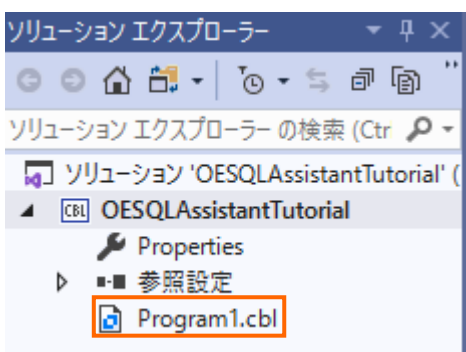 ソリューション エクスプローラー
ソリューション エクスプローラー の検索 (Ctr
ソリューション 'OESQLAssistantTutorial' (
CBL OESQLAssistantTutorial
Properties
参照設定
Program1.cbl